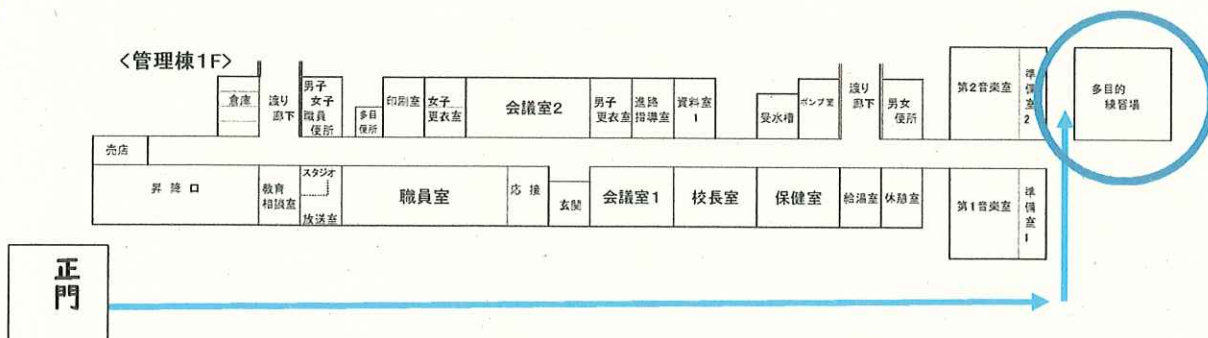 <管理棟1F>
倉庫
渡り
廊下
男子
女子
職員
便所
多目
便所
印刷室
女子
更衣室
会議室2
男子
更衣室
進路
指導室
資料室
1
受水槽
ポンプ室
渡り
廊下
男女
便所
第2音楽室
準備室2
多目的
練習場
売店
昇降口
教育
相談室
スタジオ
放送室
職員室
応接
玄関
会議室1
校長室
保健室
給湯室
休憩室
第1音楽室
準備室1
正門